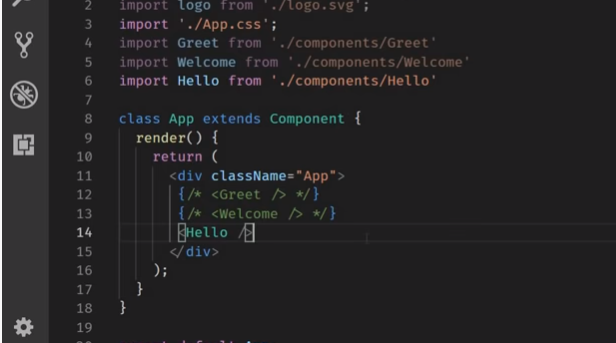 2 import logo from './logo.svg';
3 import './App.css';
4 import Greet from './components/Greet'
5 import Welcome from './components/Welcome'
6 import Hello from './components/Hello'
7
8 class App extends Component {
9 render() {
10 return (
11 <div className="App">
12 {/* <Greet /> */}
13 {/* <Welcome /> */}
14 <Hello />
15 </div>
16 );
17 }
18 }
19